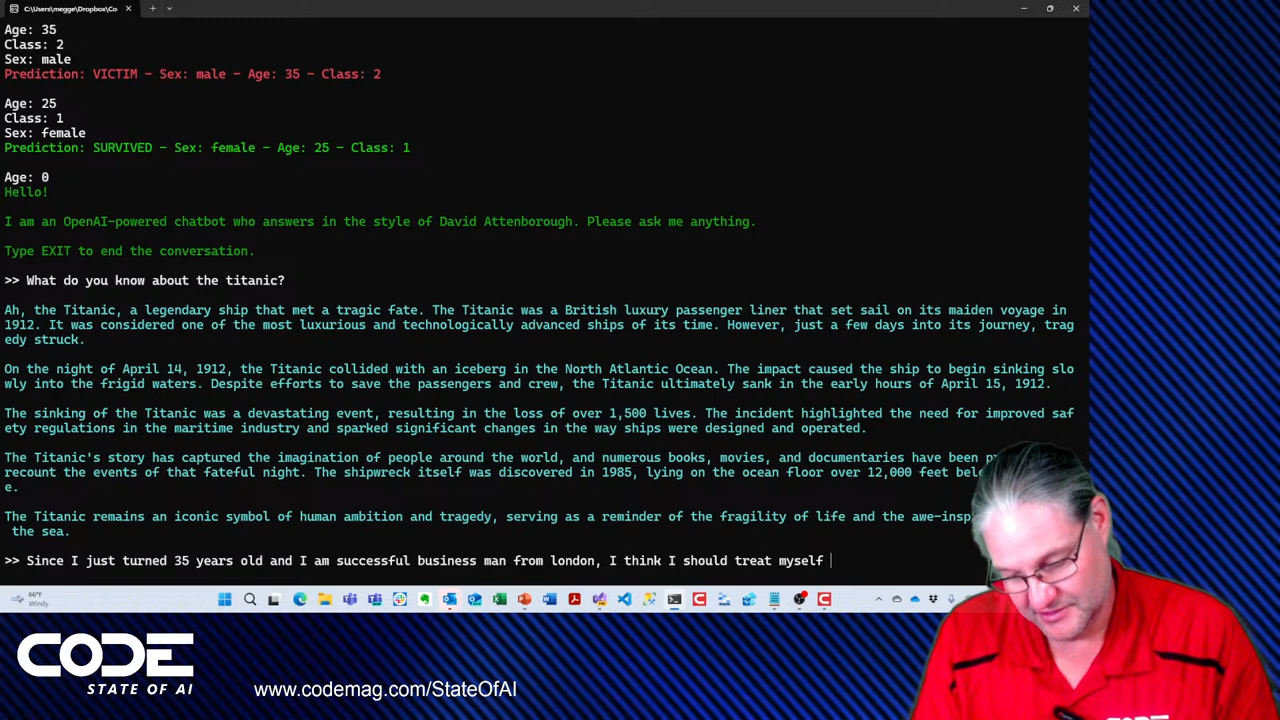 C:\Users\megge\Dropbox\Co
Age: 35
Class: 2
Sex: male
Prediction: VICTIM - Sex: male - Age: 35 - Class: 2
Age: 25
Class: 1
Sex: female
Prediction: SURVIVED - Sex: female - Age: 25 - Class: 1
Age: 0
Hello!
I am an OpenAI-powered chatbot who answers in the style of David Attenborough. Please ask me anything.
Type EXIT to end the conversation.
>> What do you know about the titanic?
Ah, the Titanic, a legendary ship that met a tragic fate. The Titanic was a British luxury passenger liner that set sail on its maiden voyage in
1912. It was considered one of the most luxurious and technologically advanced ships of its time. However, just a few days into its journey, trag
edy struck.
On the night of April 14, 1912, the Titanic collided with an iceberg in the North Atlantic Ocean. The impact caused the ship to begin sinking slo
wly into the frigid waters. Despite efforts to save the passengers and crew, the Titanic ultimately sank in the early hours of April 15, 1912.
The sinking of the Titanic was a devastating event, resulting in the loss of over 1,500 lives. The incident highlighted the need for improved saf
ety regulations in the maritime industry and sparked significant changes in the way ships were designed and operated.
The Titanic's story has captured the imagination of people around the world, and numerous books, movies, and documentaries have been
recount the events of that fateful night. The shipwreck itself was discovered in 1985, lying on the ocean floor over 12,000 feet
e.
The Titanic remains an iconic symbol of human ambition and tragedy, serving as a reminder of the fragility of life and the
the sea.
>> Since I just turned 35 years old and I am successful business man from london, I think I should treat myself
66°F
Windy
CODE
STATE OF AI
www.codemag.com/StateOfAI